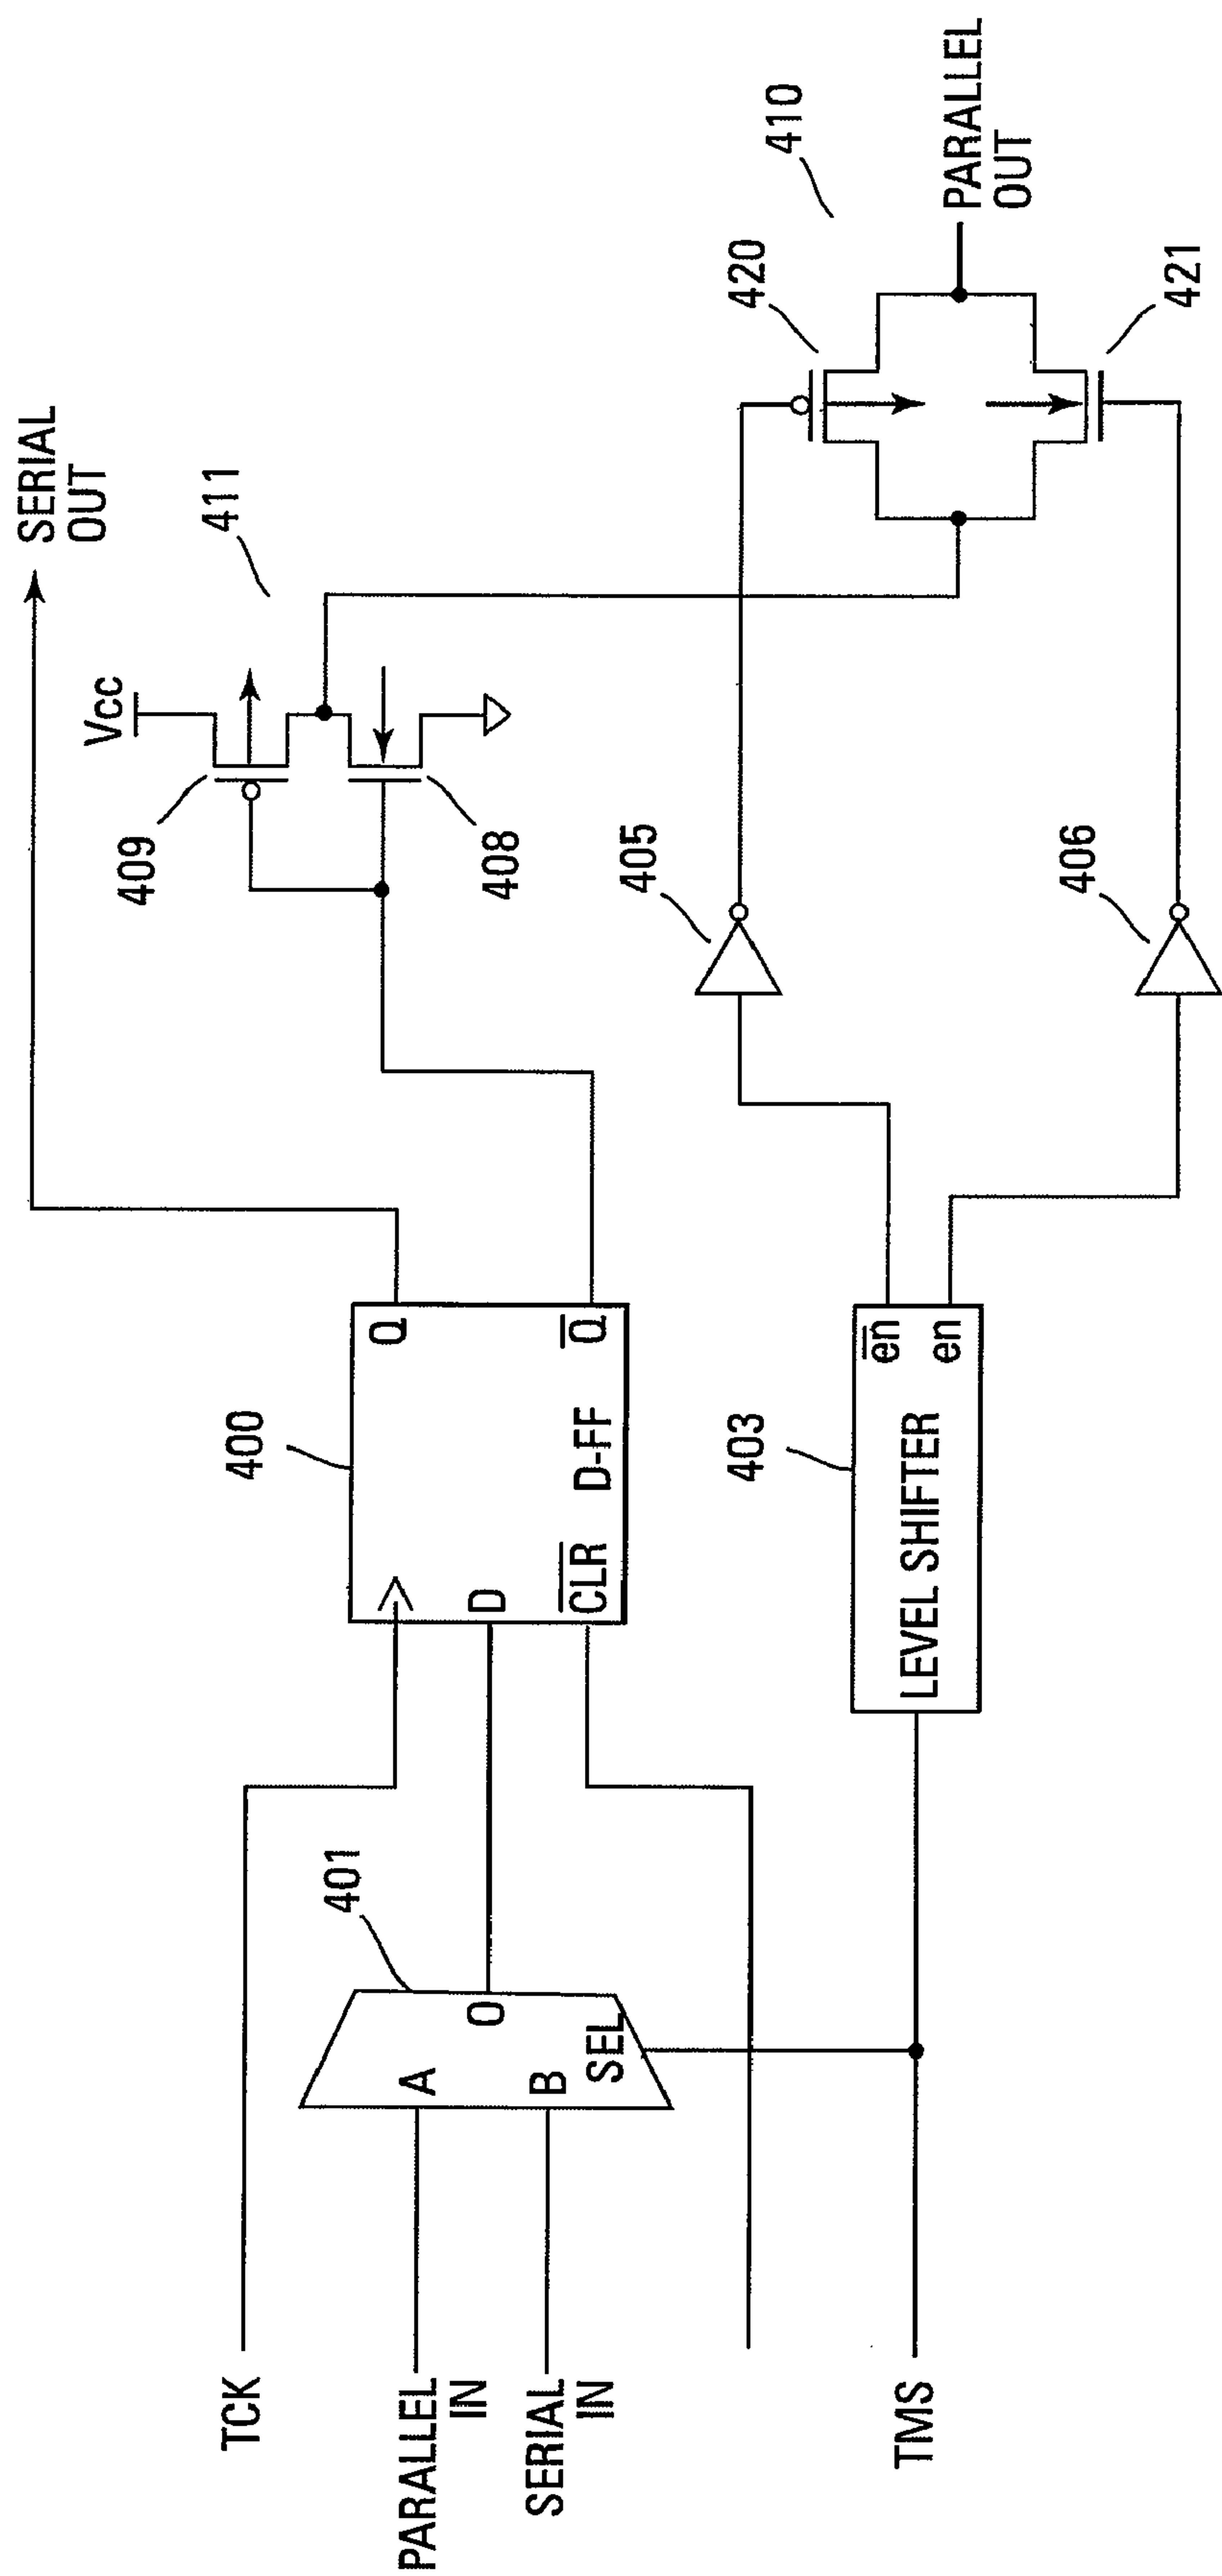 SERIAL
OUT
Vcc
411
409
408
TCK
PARALLEL
IN
SERIAL
IN
401
A
B
O
SEL
400
D
CLR
D-FF
Q
Q
TMS
403
LEVEL SHIFTER
en
en
405
406
420
421
410
PARALLEL
OUT